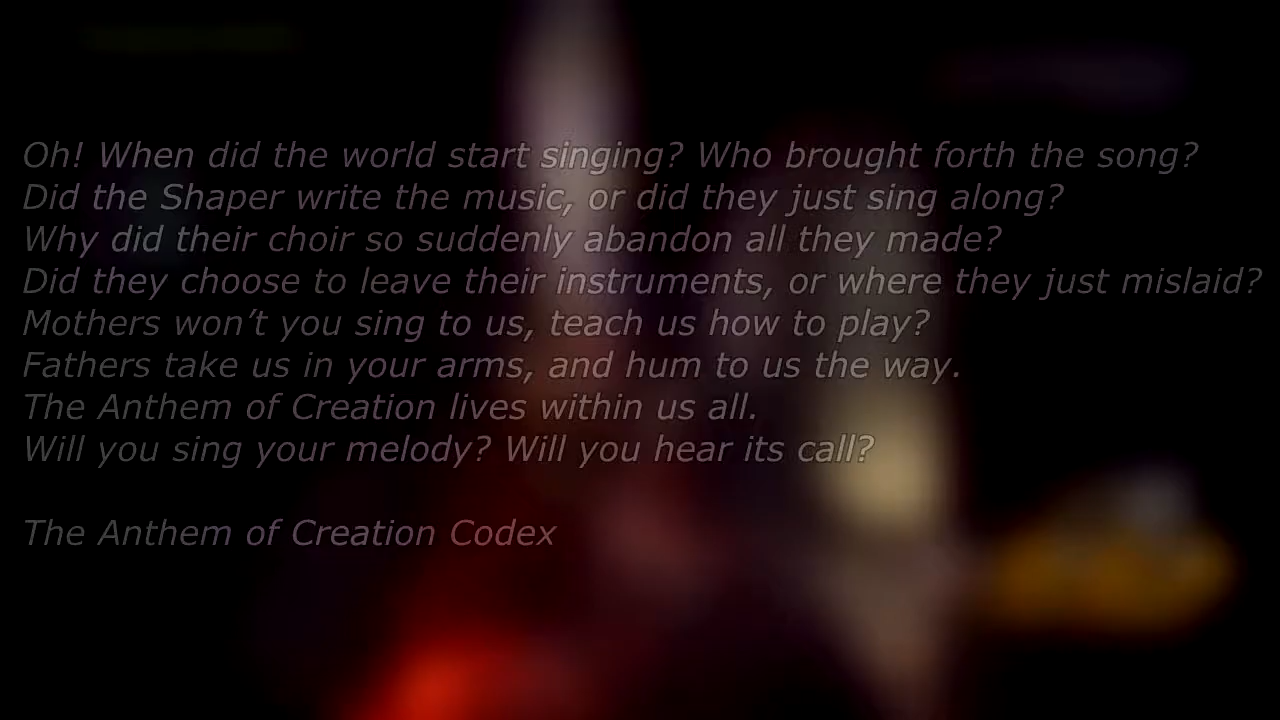 Oh! When did the world start singing? Who brought forth the song?
Did the Shaper write the music, or did they just sing along?
Why did their choir so suddenly abandon all they made?
Did they choose to leave their instruments, or where they just mislaid?
Mothers won’t you sing to us, teach us how to play?
Fathers take us in your arms, and hum to us the way.
The Anthem of Creation lives within us all.
Will you sing your melody? Will you hear its call?
The Anthem of Creation Codex